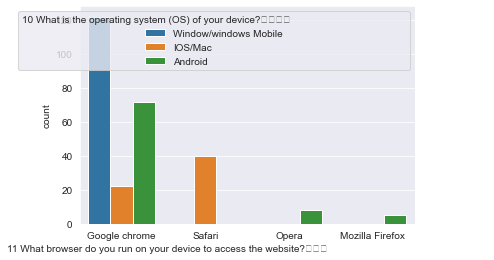 10 What is the operating system (OS) of your device?□□□□
Window/windows Mobile
IOS/Mac
Android
120
100
80
60
40
20
0
count
Google chrome Safari Opera Mozilla Firefox
11 What browser do you run on your device to access the website?□□□